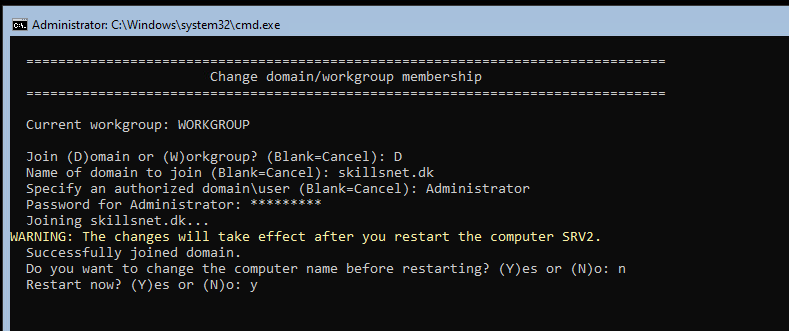 Administrator: C:\Windows\system32\cmd.exe
================================================================================
Change domain/workgroup membership
================================================================================
Current workgroup: WORKGROUP
Join (D)omain or (W)orkgroup? (Blank=Cancel): D
Name of domain to join (Blank=Cancel): skillsnet.dk
Specify an authorized domain\user (Blank=Cancel): Administrator
Password for Administrator: *********
Joining skillsnet.dk...
WARNING: The changes will take effect after you restart the computer SRV2.
Successfully joined domain.
Do you want to change the computer name before restarting? (Y)es or (N)o: n
Restart now? (Y)es or (N)o: y